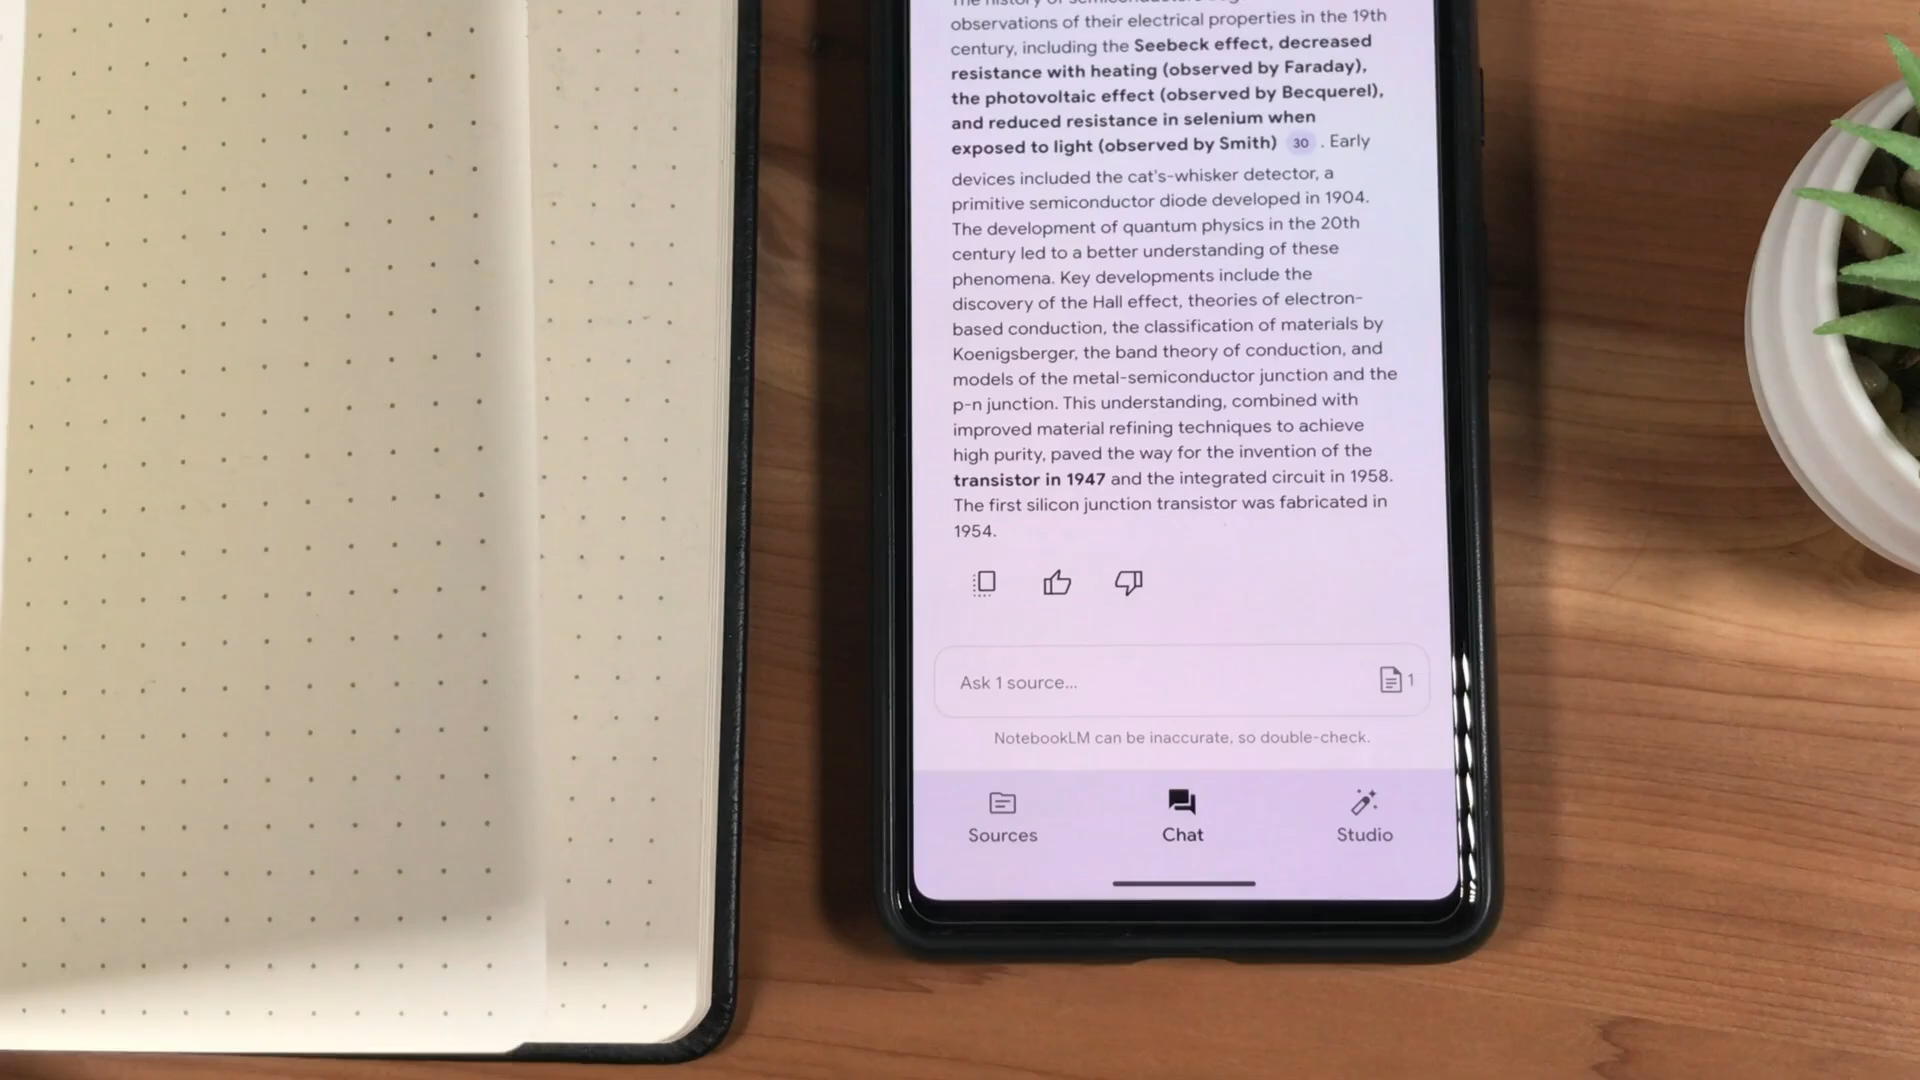 The history of semiconductors
observations of their electrical properties in the 19th
century, including the Seebeck effect, decreased
resistance with heating (observed by Faraday),
the photovoltaic effect (observed by Becquerel),
and reduced resistance in selenium when
exposed to light (observed by Smith) 30 . Early
devices included the cat's-whisker detector, a
primitive semiconductor diode developed in 1904.
The development of quantum physics in the 20th
century led to a better understanding of these
phenomena. Key developments include the
discovery of the Hall effect, theories of electron-
based conduction, the classification of materials by
Koenigsberger, the band theory of conduction, and
models of the metal-semiconductor junction and the
p-n junction. This understanding, combined with
improved material refining techniques to achieve
high purity, paved the way for the invention of the
transistor in 1947 and the integrated circuit in 1958.
The first silicon junction transistor was fabricated in
1954.
Ask 1 source... 1
NotebookLM can be inaccurate, so double-check.
Sources Chat Studio